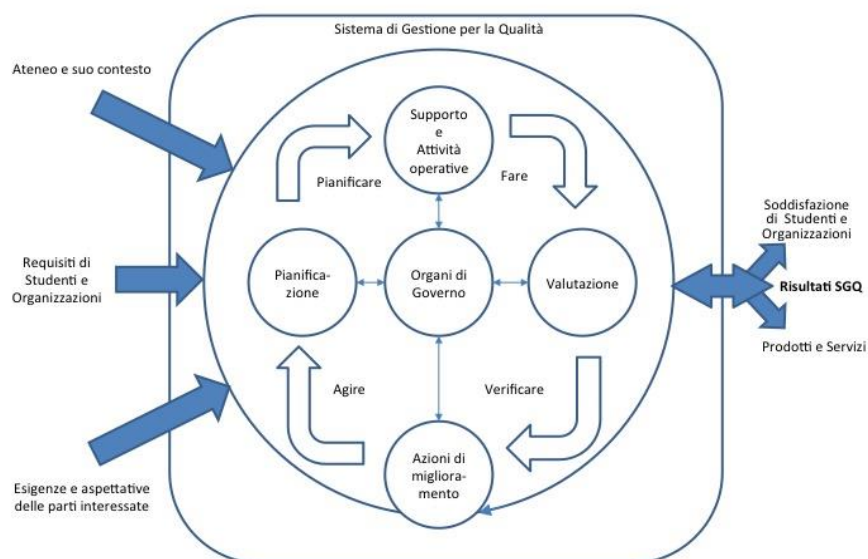 Sistema di Gestione per la Qualità
Ateneo e suo contesto
Supporto
e
Attività
operative
Pianificare
Fare
Soddisfazione
di Studenti e
Organizzazioni
Requisiti di
Studenti e
Organizzazioni
Pianifica-
zione
Organi di
Governo
Valutazione
Risultati SGQ
Prodotti e Servizi
Agire
Verificare
Azioni di
migliora-
mento
Esigenze e aspettative
delle parti interessate